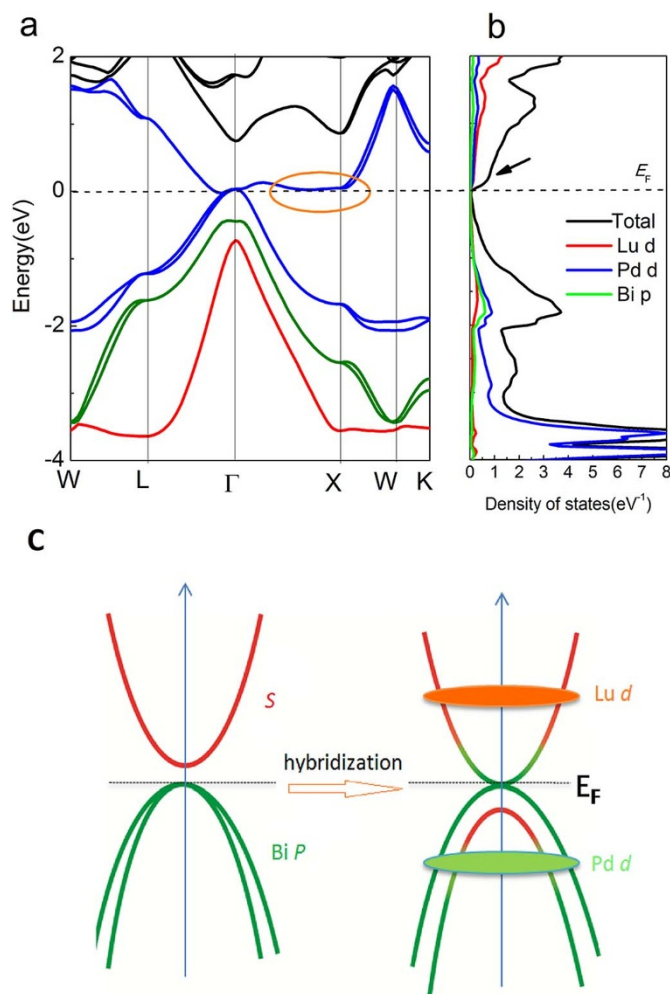 a
b
2
0
-2
-4
Energy(eV)
W
L
Γ
X
W
K
E_F
Total
Lu d
Pd d
Bi p
0 1 2 3 4 5 6 7 8
Density of states(eV⁻¹)
c
S
Bi P
hybridization
Lu d
E_F
Pd d